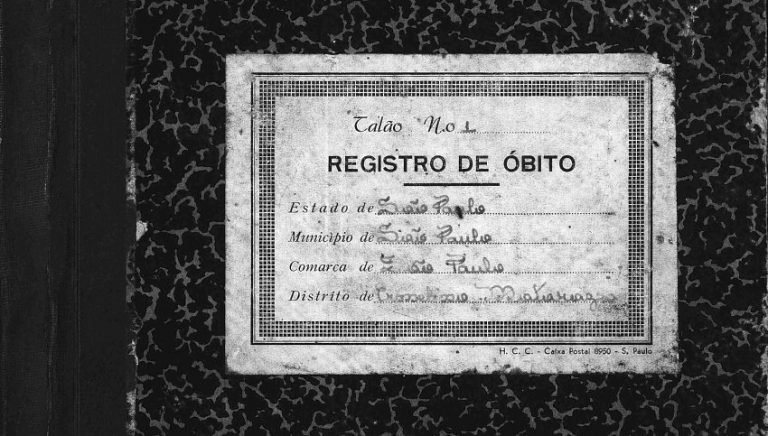 Talão N.o 1
REGISTRO DE ÓBITO
Estado de São Paulo
Municipio de São Paulo
Comarca de São Paulo
Distrito de Ermelino Matarazzo
H. C. C. - Caixa Postal 8950 - S. Paulo